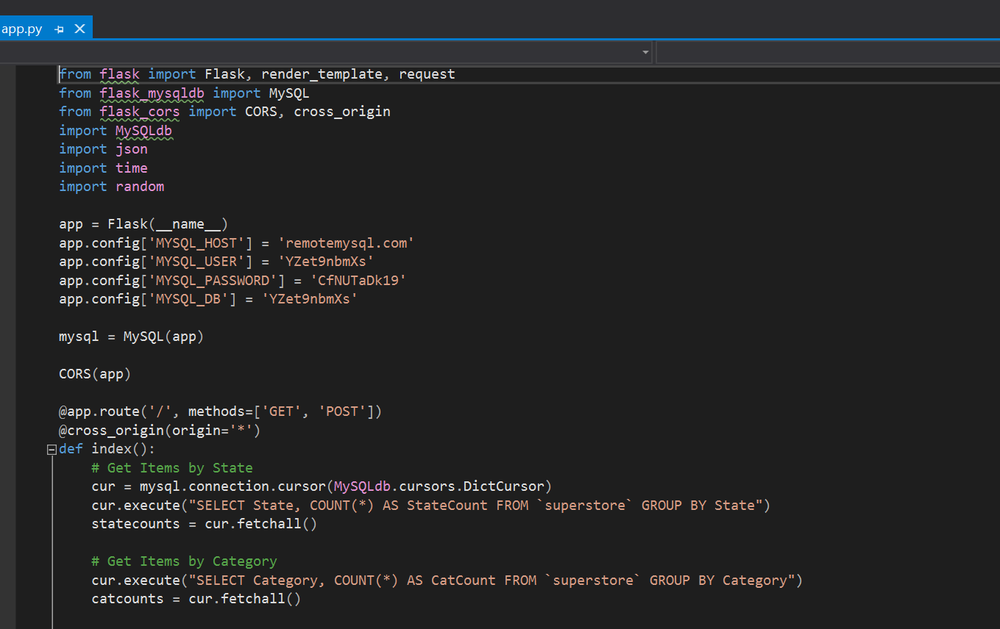 app.py
from flask import Flask, render_template, request
from flask_mysqldb import MySQL
from flask_cors import CORS, cross_origin
import MySQLdb
import json
import time
import random
app = Flask(__name__)
app.config['MYSQL_HOST'] = 'remotemysql.com'
app.config['MYSQL_USER'] = 'YZet9nbmXs'
app.config['MYSQL_PASSWORD'] = 'CfNUTaDk19'
app.config['MYSQL_DB'] = 'YZet9nbmXs'
mysql = MySQL(app)
CORS(app)
@app.route('/', methods=['GET', 'POST'])
@cross_origin(origin='*')
def index():
    # Get Items by State
    cur = mysql.connection.cursor(MySQLdb.cursors.DictCursor)
    cur.execute("SELECT State, COUNT(*) AS StateCount FROM `superstore` GROUP BY State")
    statecounts = cur.fetchall()
    # Get Items by Category
    cur.execute("SELECT Category, COUNT(*) AS CatCount FROM `superstore` GROUP BY Category")
    catcounts = cur.fetchall()